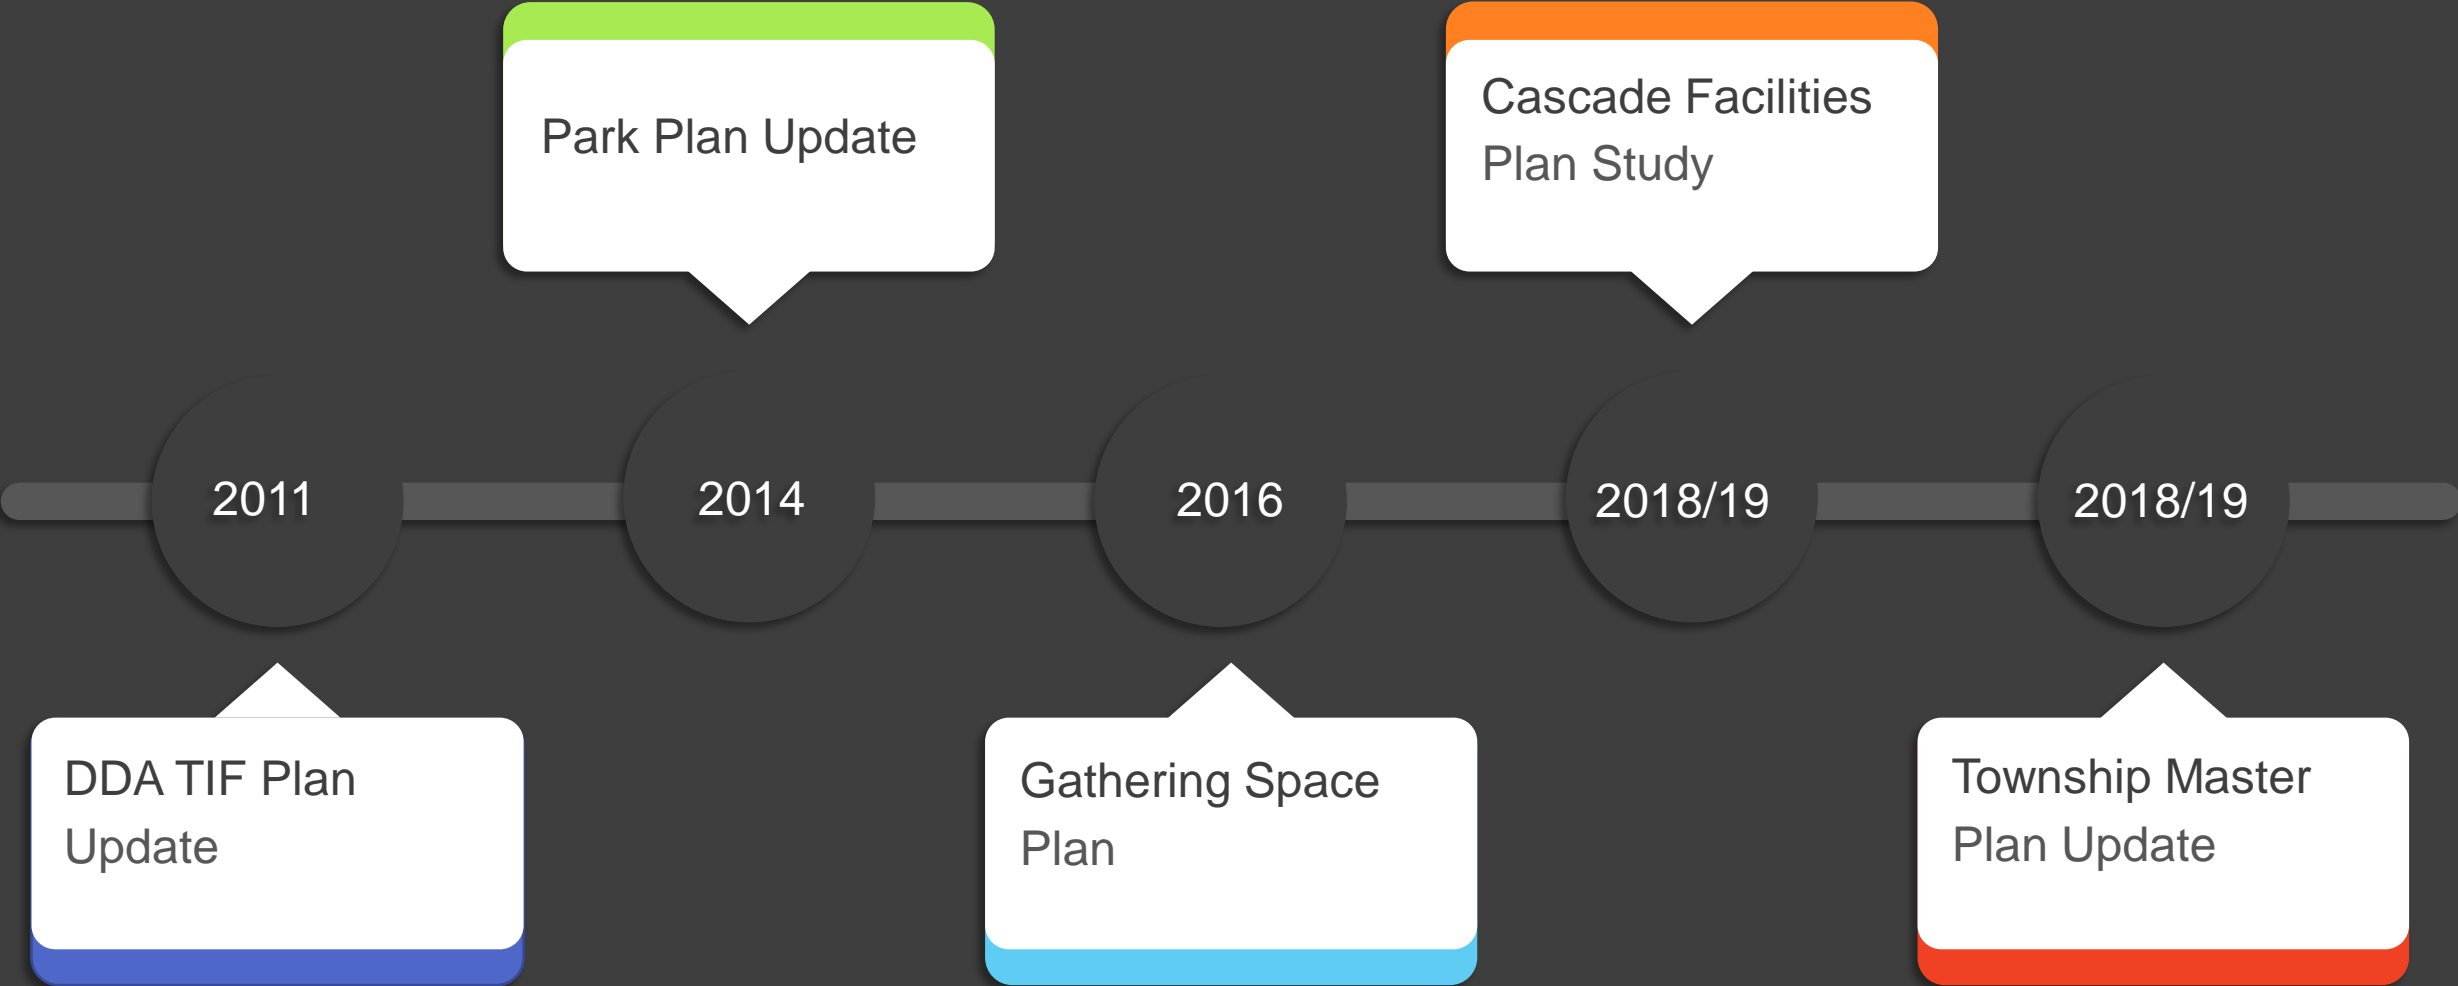 Park Plan Update
Cascade Facilities
Plan Study
2011
2014
2016
2018/19
2018/19
DDA TIF Plan
Update
Gathering Space
Plan
Township Master
Plan Update